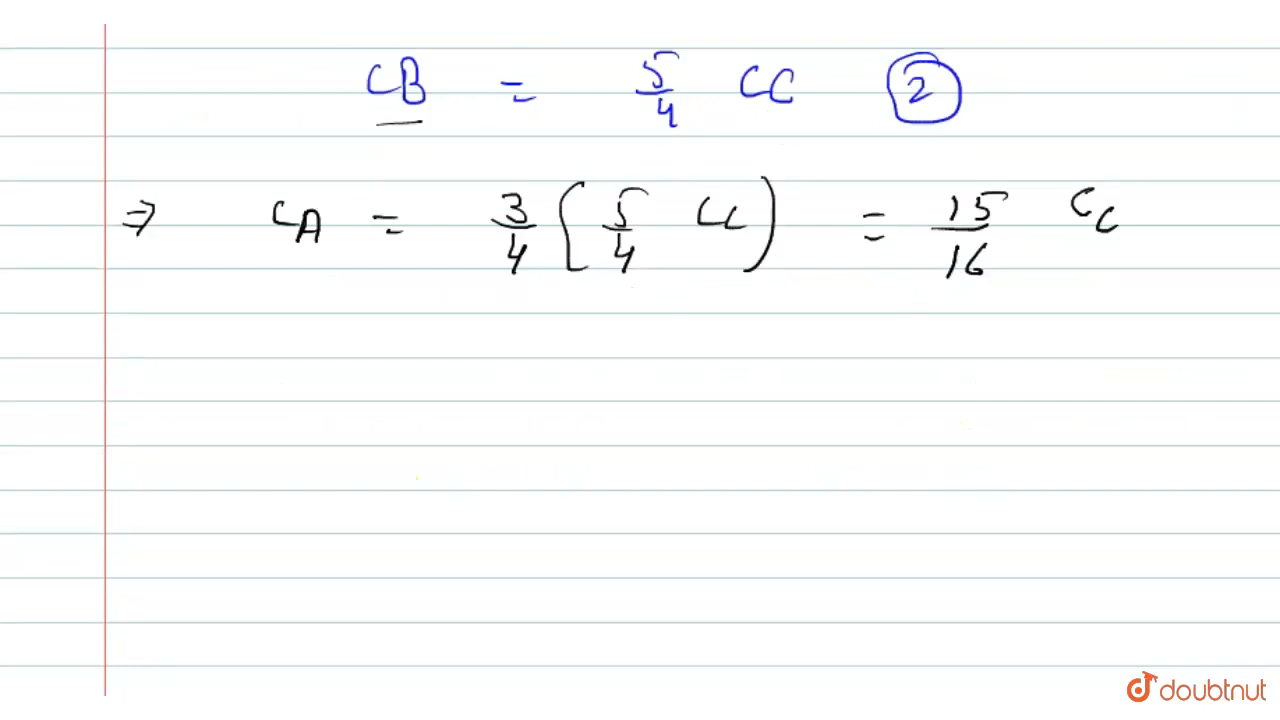 CB = 5/4 CC (2)
⇒ CA = 3/4 (5/4 CC) = 15/16 CC
doubtnut